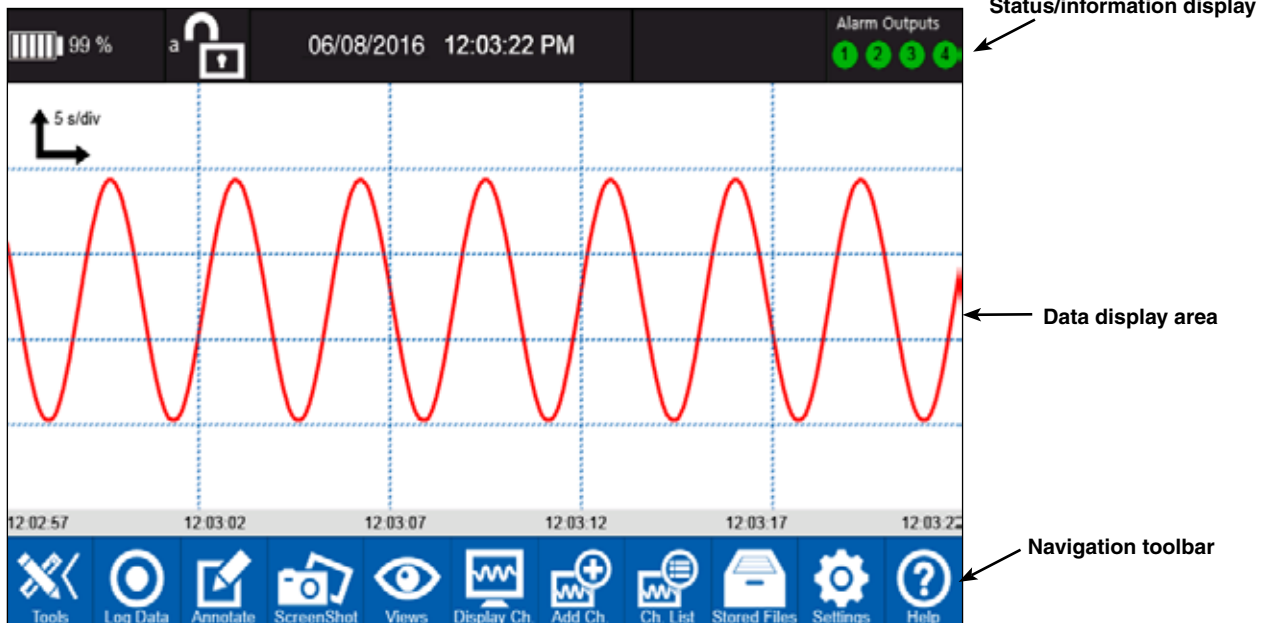 Status/information display
99 %
a
06/08/2016 12:03:22 PM
Alarm Outputs
1 2 3 4
5 s/div
Data display area
12:02:57 12:03:02 12:03:07 12:03:12 12:03:17 12:03:22
Navigation toolbar
Tools Log Data Annotate ScreenShot Views Display Ch. Add Ch. Ch. List Stored Files Settings Help